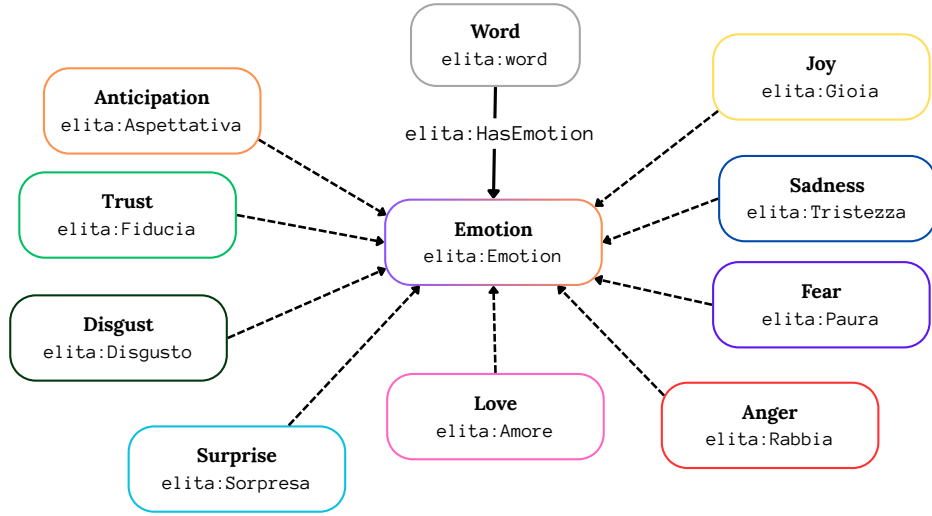 Word
elita:word
Joy
elita:Gioia
Anticipation
elita:Aspettativa
elita:HasEmotion
Trust
elita:Fiducia
Sadness
elita:Tristezza
Emotion
elita:Emotion
Fear
elita:Paura
Disgust
elita:Disgusto
Love
elita:Amore
Anger
elita:Rabbia
Surprise
elita:Sorpresa